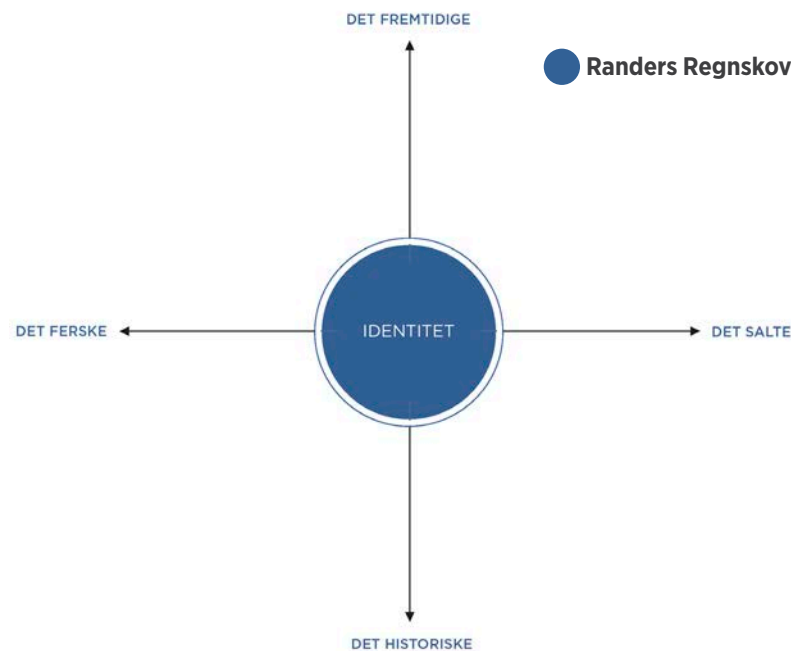 DET FREMTIDIGE
Randers Regnskov
DET FERSKE
IDENTITET
DET SALTE
DET HISTORISKE